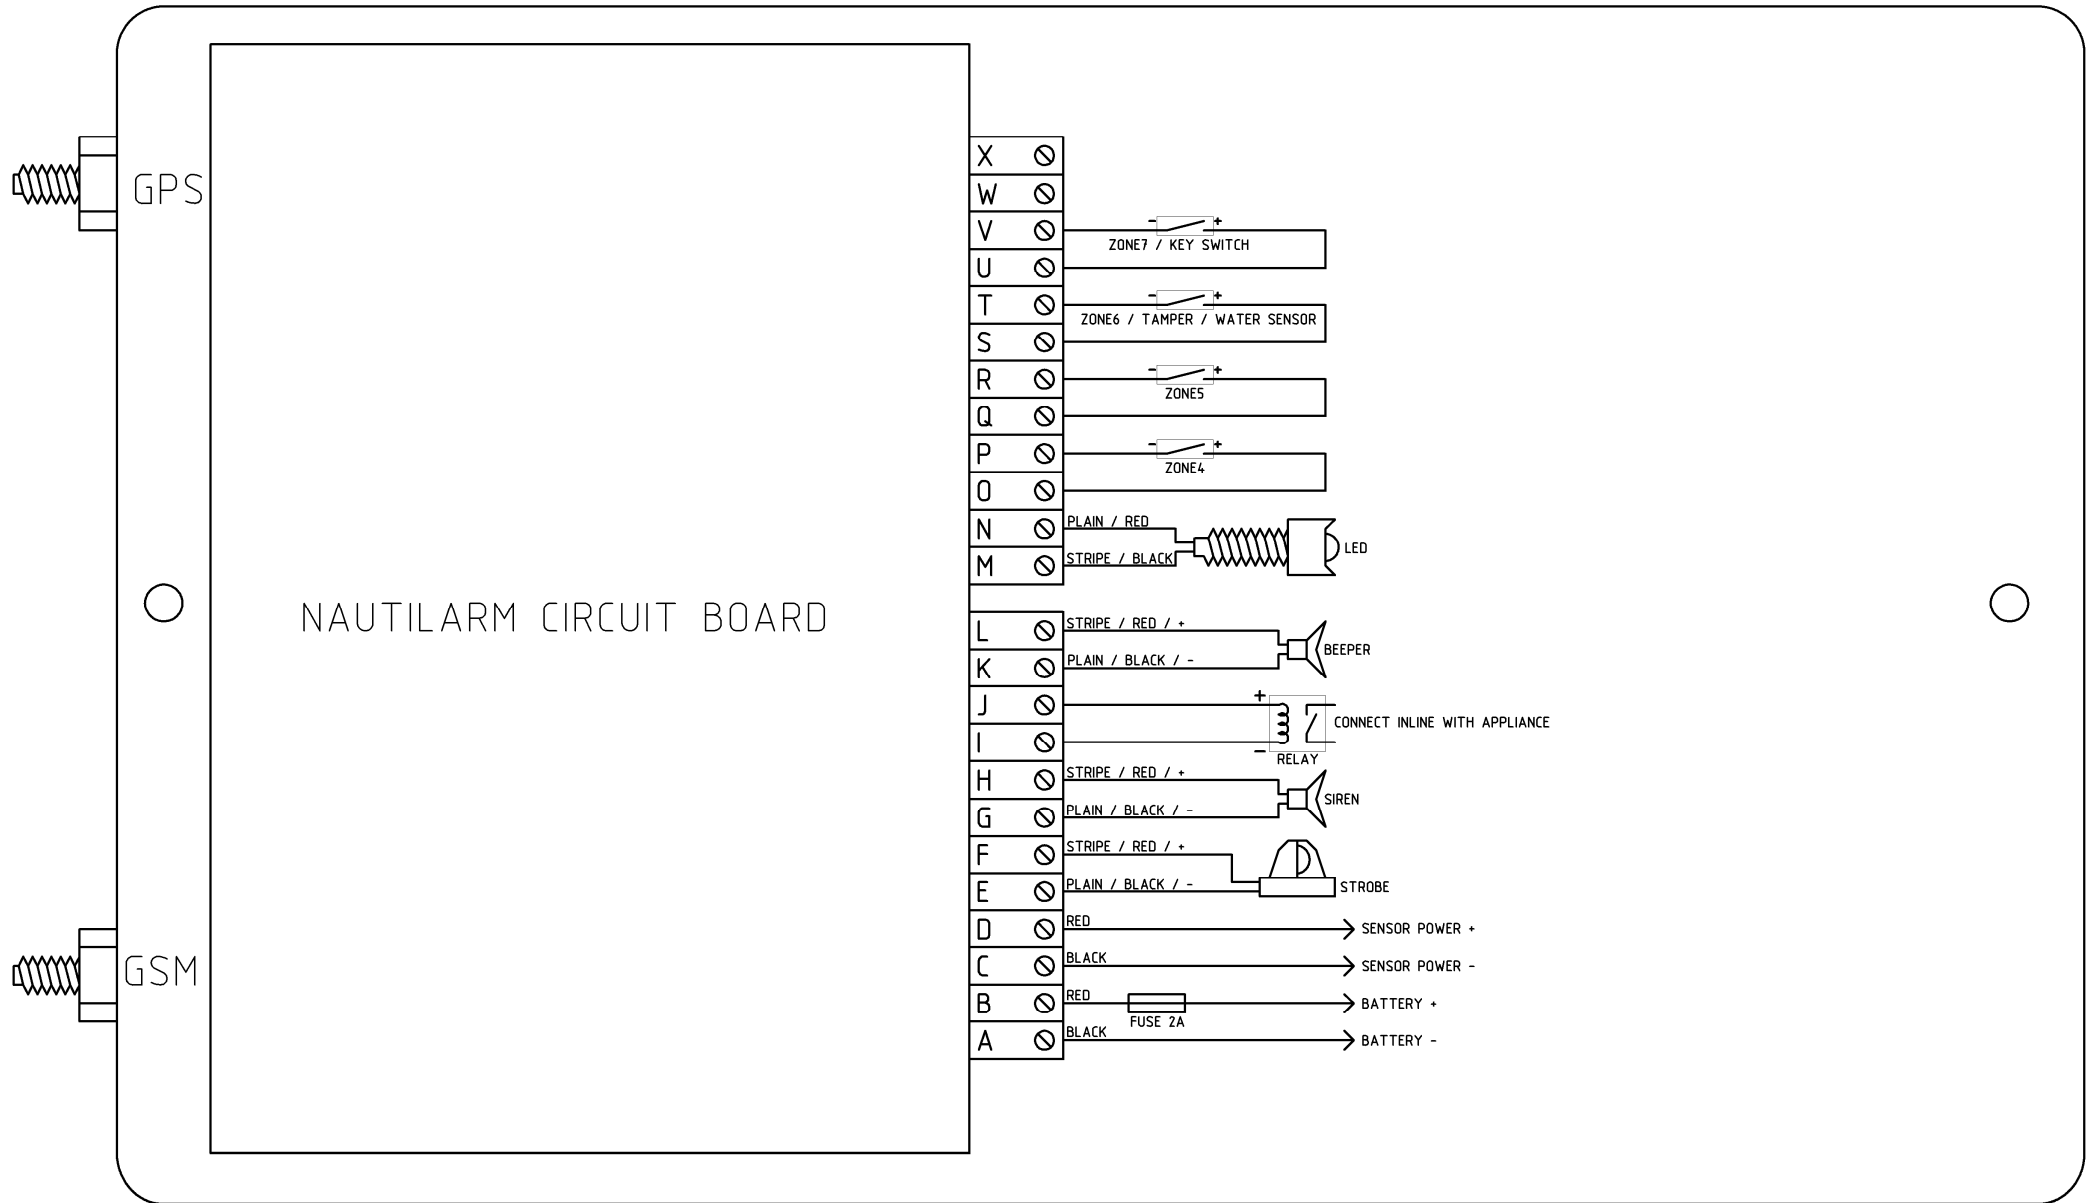 GPS
X
W
V
- +
ZONE7 / KEY SWITCH
U
T
- +
ZONE6 / TAMPER / WATER SENSOR
S
R
- +
ZONE5
Q
P
- +
ZONE4
O
N PLAIN / RED
LED
M STRIPE / BLACK
NAUTILARM CIRCUIT BOARD
L STRIPE / RED / +
BEEPER
K PLAIN / BLACK / -
J +
CONNECT INLINE WITH APPLIANCE
I -
RELAY
H STRIPE / RED / +
SIREN
G PLAIN / BLACK / -
F STRIPE / RED / +
E PLAIN / BLACK / - STROBE
D RED SENSOR POWER +
GSM
C BLACK SENSOR POWER -
B RED BATTERY +
FUSE 2A
A BLACK BATTERY -